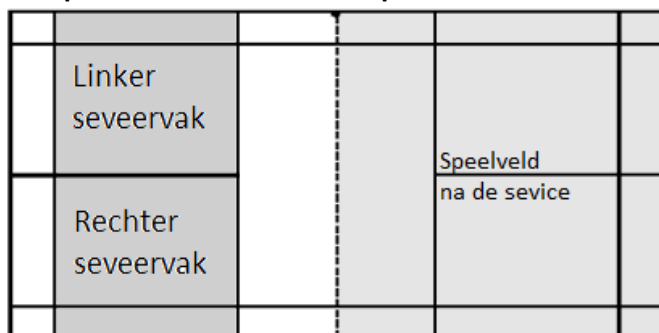 Linker
seveervak
Speelveld
na de sevice
Rechter
seveervak